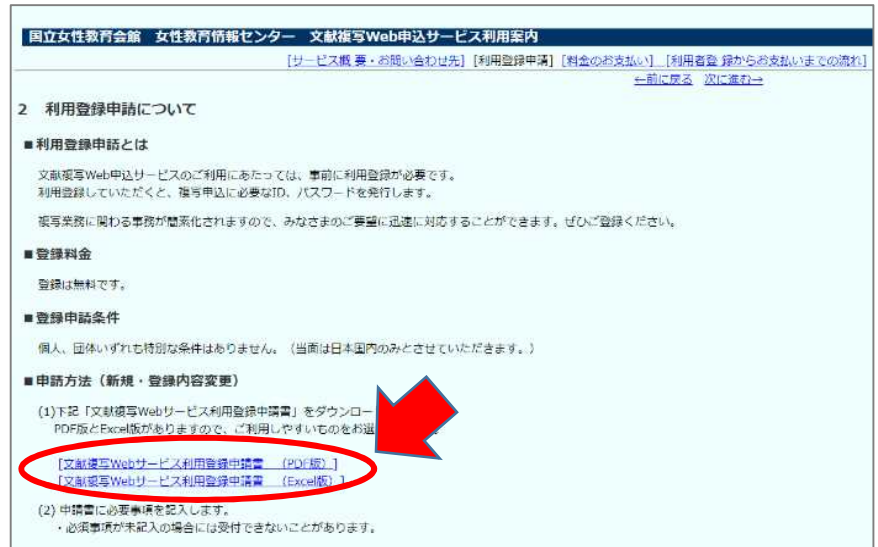 国立女性教育会館 女性教育情報センター 文献複写Web申込サービス利用案内
[サービス概 要・お問い合わせ先] [利用登録申請] [料金のお支払い] [利用者登 録からお支払いまでの流れ]
←前に戻る 次に進む→
2 利用登録申請について
■利用登録申請とは
文献複写Web申込サービスのご利用にあたっては、事前に利用登録が必要です。
利用登録していただくと、複写申込に必要なID、パスワードを発行します。
複写業務に関わる事務が簡素化されますので、みなさまのご要望に迅速に対応することができます。ぜひご登録ください。
■登録料金
登録は無料です。
■登録申請条件
個人、団体いずれも特別な条件はありません。（当面は日本国内のみとさせていただきます。）
■申請方法（新規・登録内容変更）
(1)下記「文献複写Webサービス利用登録申請書」をダウンロー
PDF版とExcel版がありますので、ご利用しやすいものをお選
[文献複写Webサービス利用登録申請書 （PDF版）]
[文献複写Webサービス利用登録申請書 （Excel版）]
(2) 申請書に必要事項を記入します。
・必須事項が未記入の場合には受付できないことがあります。